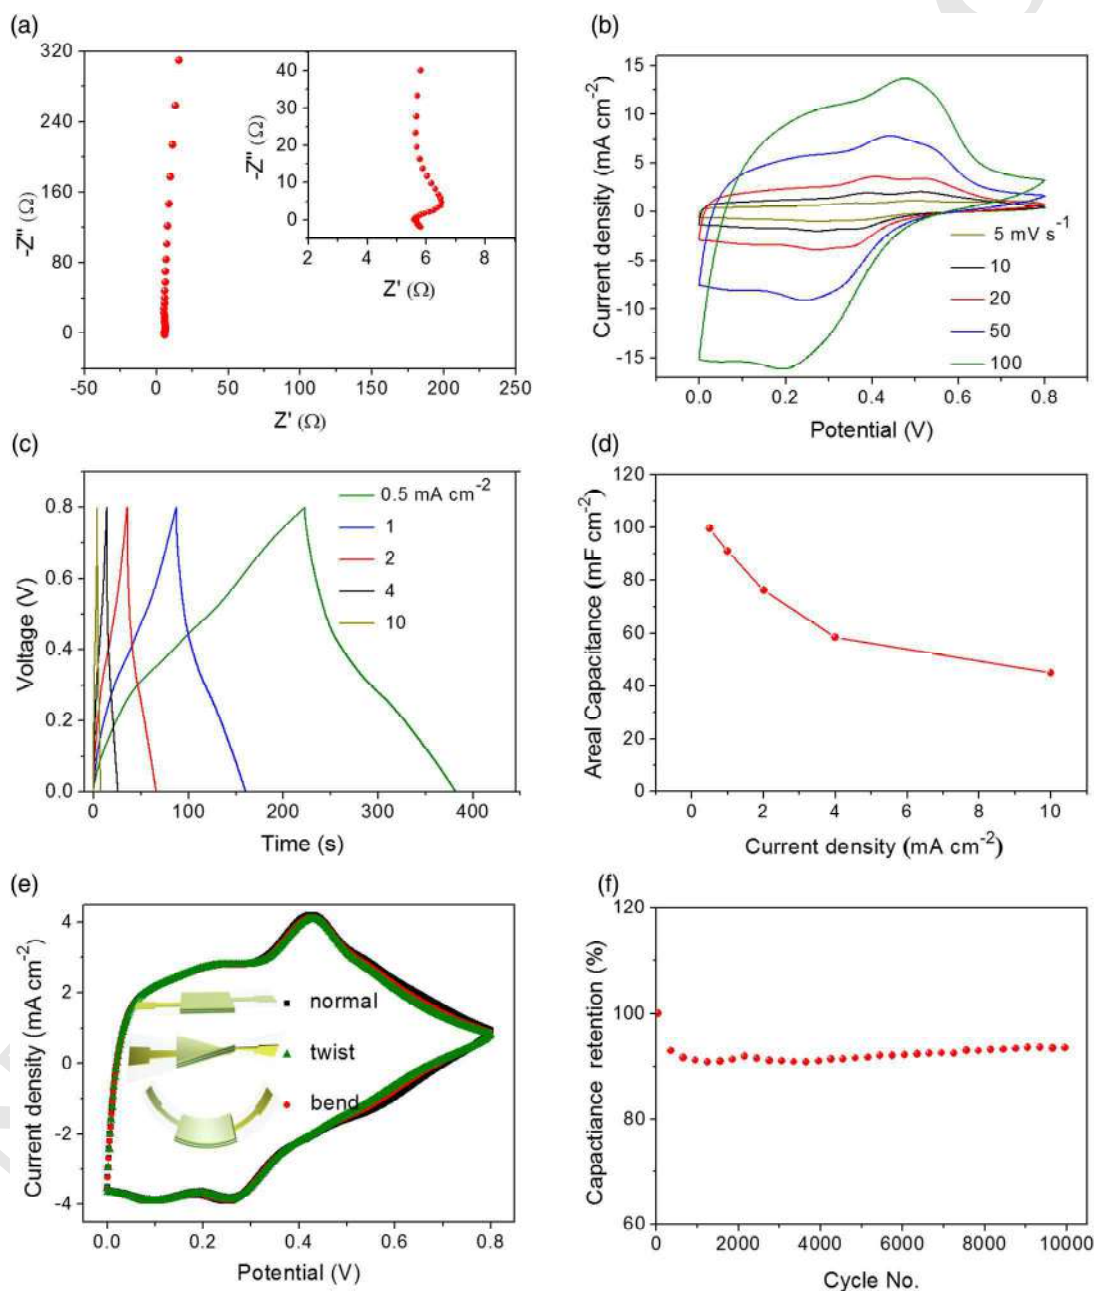 (a)
320
240
160
80
0
-Z" (Ω)
-50 0 50 100 150 200 250
Z' (Ω)
40
30
20
10
0
-Z" (Ω)
2 4 6 8
Z' (Ω)
(b)
15
10
5
0
-5
-10
-15
Current density (mA cm-2)
5 mV s-1
10
20
50
100
0.0 0.2 0.4 0.6 0.8
Potential (V)
(c)
0.8
0.6
0.4
0.2
0.0
Voltage (V)
0.5 mA cm-2
1
2
4
10
0 100 200 300 400
Time (s)
(d)
120
100
80
60
40
20
0
Areal Capacitance (mF cm-2)
0 2 4 6 8 10
Current density (mA cm-2)
(e)
4
2
0
-2
-4
Current density (mA cm-2)
normal
twist
bend
0.0 0.2 0.4 0.6 0.8
Potential (V)
(f)
120
100
80
60
Capactiance retention (%)
0 2000 4000 6000 8000 10000
Cycle No.